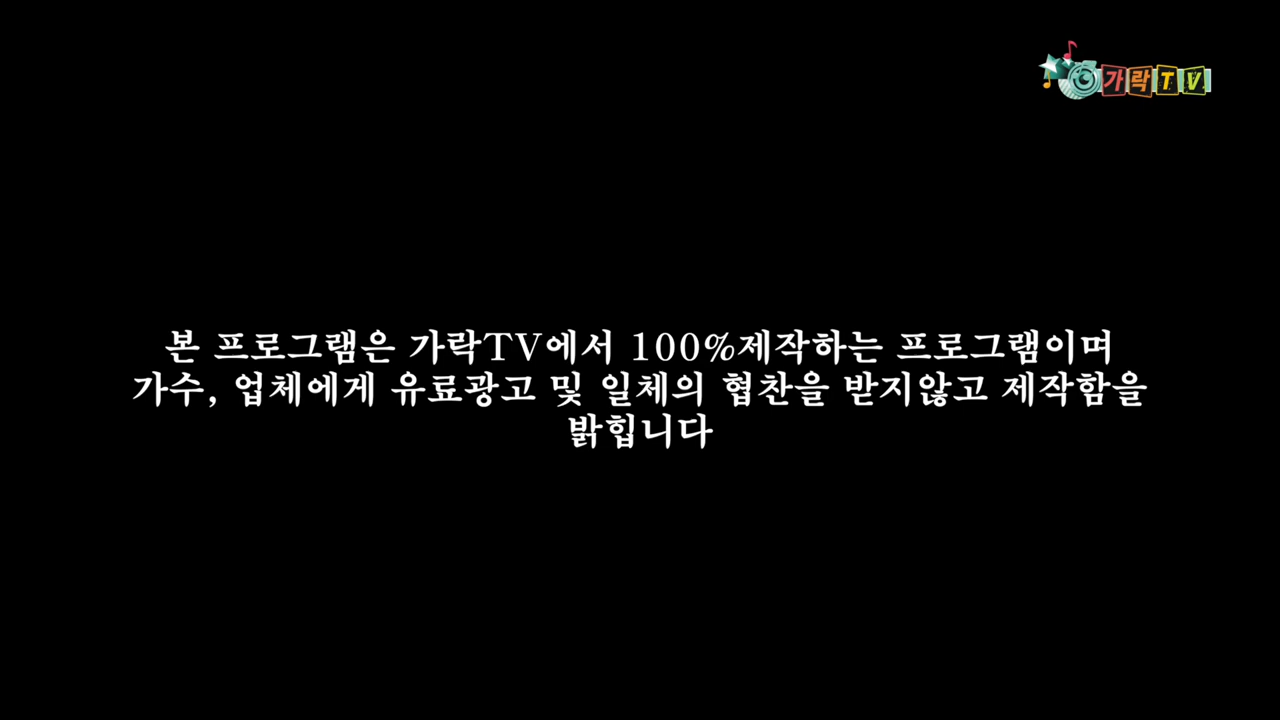 가락TV
본 프로그램은 가락TV에서 100%제작하는 프로그램이며
가수, 업체에게 유료광고 및 일체의 협찬을 받지않고 제작함을
밝힙니다